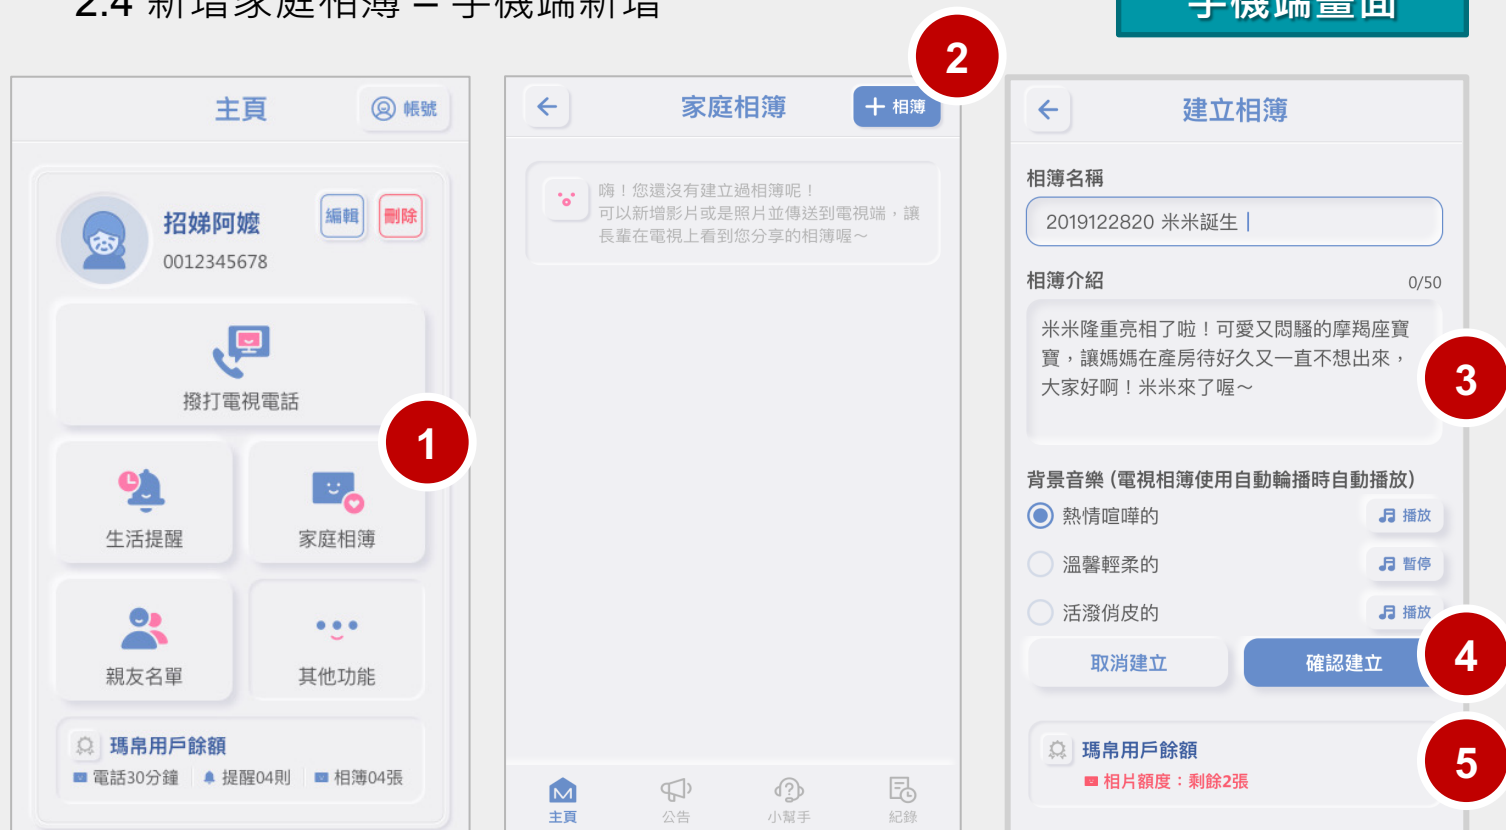 2.4 新增家庭相簿 – 手機端新增
手機端畫面
主頁
帳號
招娣阿嬤
0012345678
編輯
刪除
撥打電視電話
1
生活提醒
家庭相簿
親友名單
其他功能
瑪帛用戶餘額
電話30分鐘
提醒04則
相簿04張
2
家庭相簿
+ 相簿
嗨！您還沒有建立過相簿呢！
可以新增影片或是照片並傳送到電視端，讓
長輩在電視上看到您分享的相簿喔～
主頁
公告
小幫手
紀錄
建立相簿
相簿名稱
2019122820 米米誕生
相簿介紹
0/50
米米隆重亮相了啦！可愛又悶騷的摩羯座寶
寶，讓媽媽在產房待好久又一直不想出來，
大家好啊！米米來了喔～
3
背景音樂 (電視相簿使用自動輪播時自動播放)
熱情喧嘩的
播放
溫馨輕柔的
暫停
活潑俏皮的
播放
取消建立
確認建立
4
瑪帛用戶餘額
相片額度：剩餘2張
5